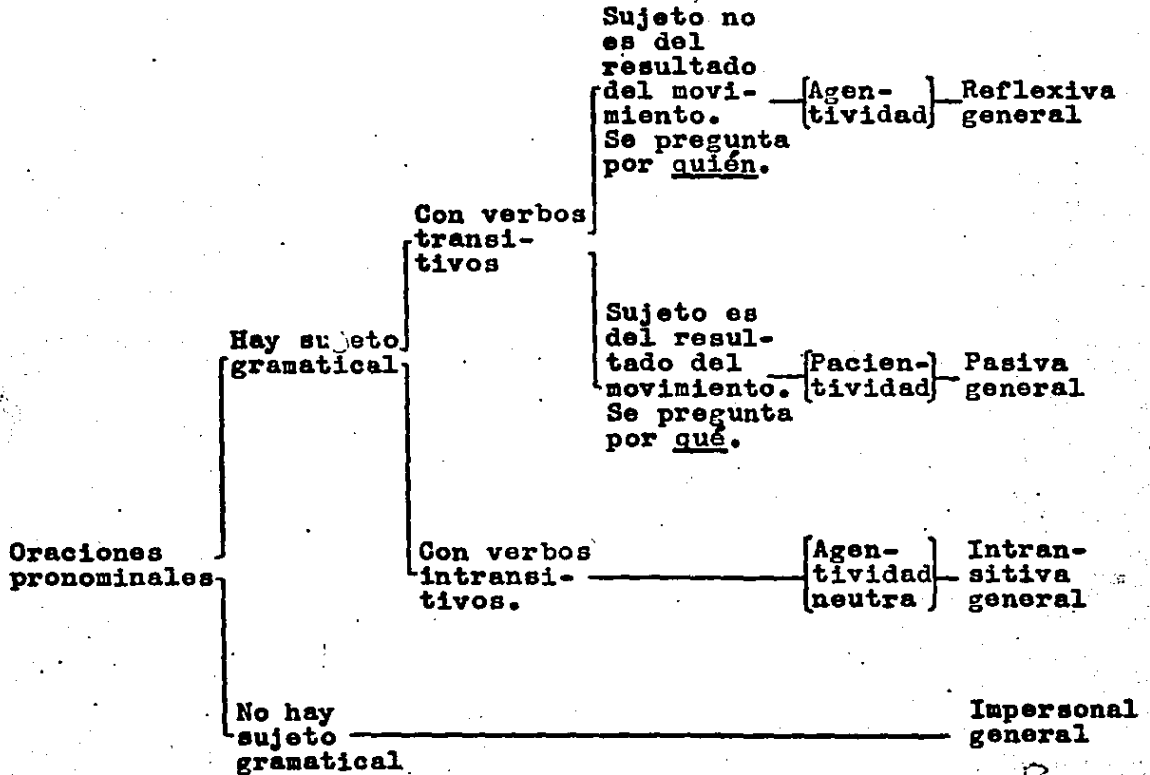 Sujeto no
es del
resultado
del movi-
miento.
Se pregunta
por quién.
Agen-
tividad
Reflexiva
general
Con verbos
transi-
tivos
Sujeto es
del resul-
tado del
movimiento.
Se pregunta
por qué.
Pacien-
tividad
Pasiva
general
Hay sujeto
gramatical
Oraciones
pronominales
Con verbos
intransi-
tivos.
Agen-
tividad
neutra
Intran-
sitiva
general
No hay
sujeto
gramatical
Impersonal
general